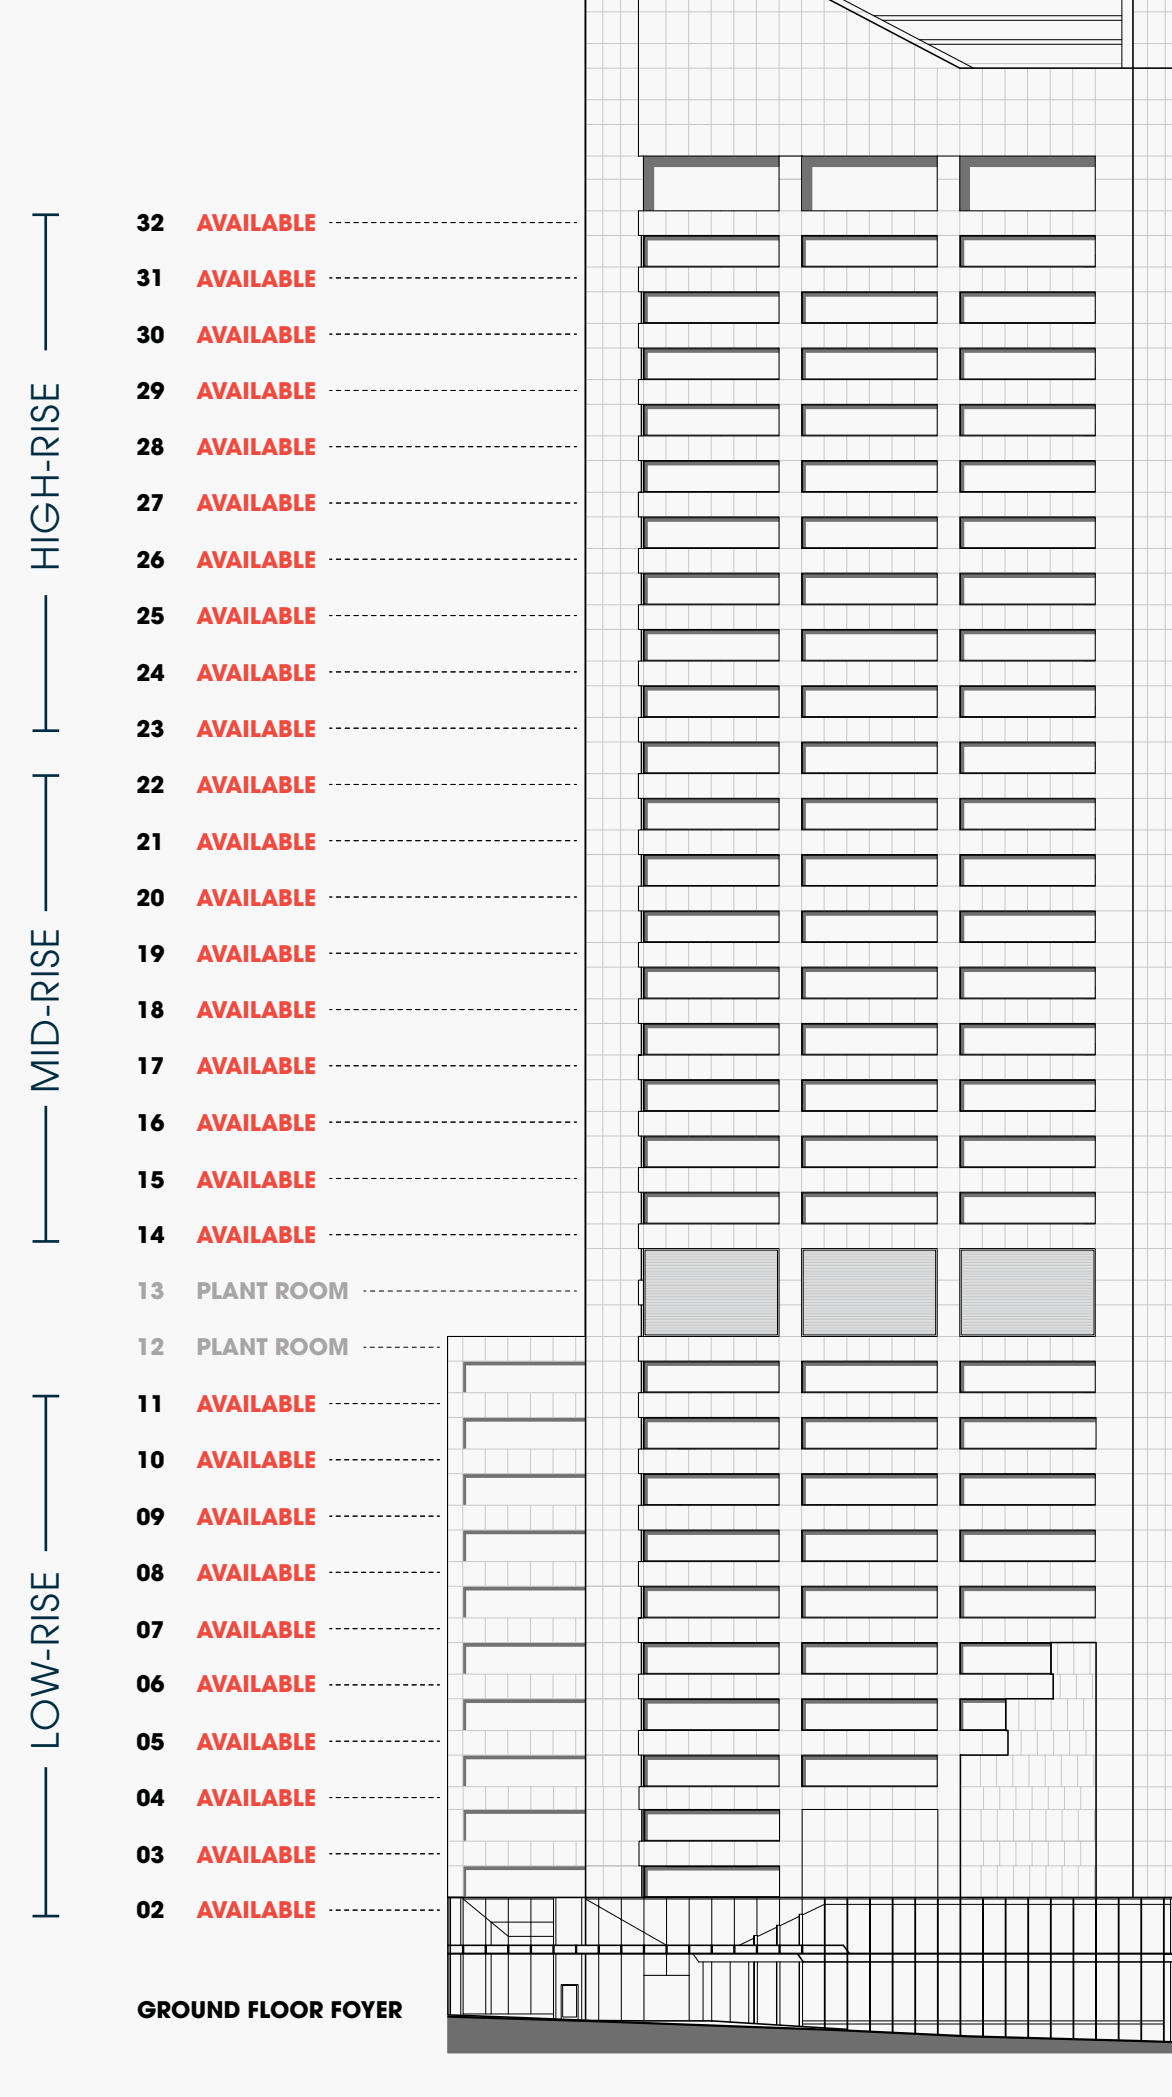 HIGH-RISE
32 AVAILABLE
31 AVAILABLE
30 AVAILABLE
29 AVAILABLE
28 AVAILABLE
27 AVAILABLE
26 AVAILABLE
25 AVAILABLE
24 AVAILABLE
23 AVAILABLE
MID-RISE
22 AVAILABLE
21 AVAILABLE
20 AVAILABLE
19 AVAILABLE
18 AVAILABLE
17 AVAILABLE
16 AVAILABLE
15 AVAILABLE
14 AVAILABLE
13 PLANT ROOM
12 PLANT ROOM
LOW-RISE
11 AVAILABLE
10 AVAILABLE
09 AVAILABLE
08 AVAILABLE
07 AVAILABLE
06 AVAILABLE
05 AVAILABLE
04 AVAILABLE
03 AVAILABLE
02 AVAILABLE
GROUND FLOOR FOYER